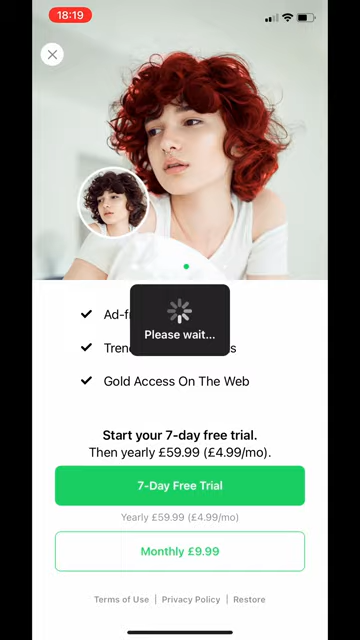 18:19
Ad-f
Please wait...
Tren s
Gold Access On The Web
Start your 7-day free trial.
Then yearly £59.99 (£4.99/mo).
7-Day Free Trial
Yearly £59.99 (£4.99/mo)
Monthly £9.99
Terms of Use | Privacy Policy | Restore